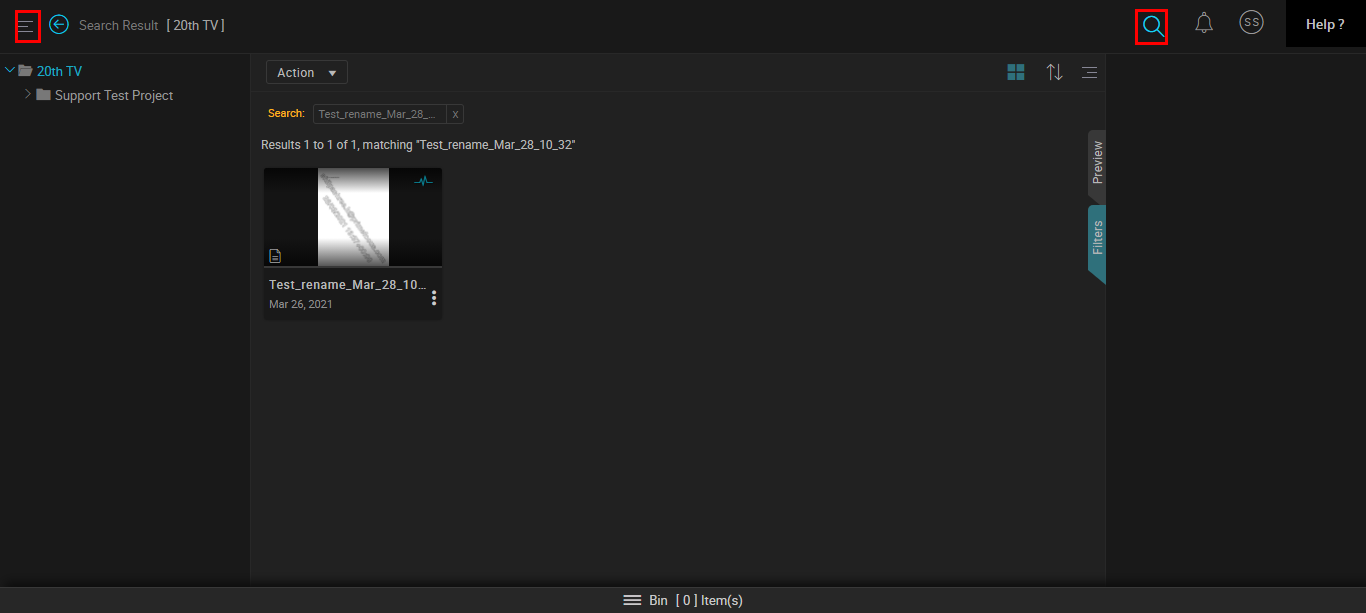 Search Result [ 20th TV ]
SS
Help ?
20th TV
Support Test Project
Action
Search: Test_rename_Mar_28_... X
Results 1 to 1 of 1, matching "Test_rename_Mar_28_10_32"
Preview
Filters
Test_rename_Mar_28_10...
Mar 26, 2021
Bin [ 0 ] Item(s)